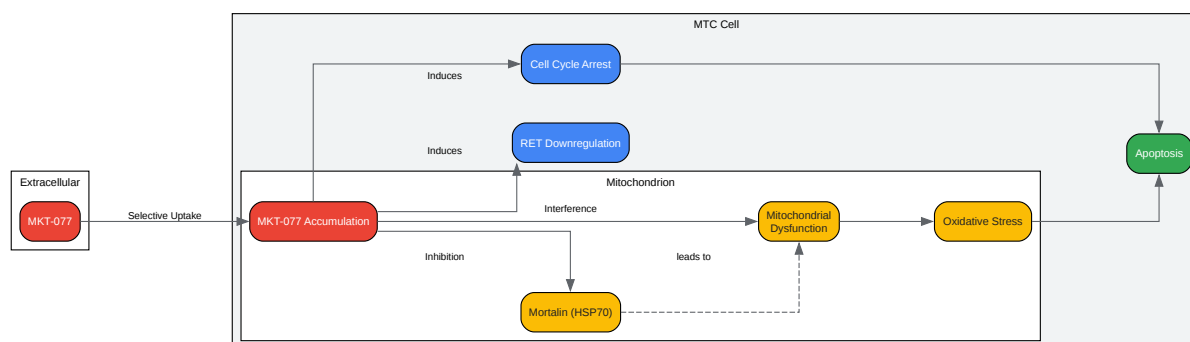 MTC Cell
Cell Cycle Arrest
Induces
RET Downregulation
Induces
Apoptosis
Extracellular
Mitochondrion
MKT-077
Selective Uptake
MKT-077 Accumulation
Interference
Mitochondrial
Dysfunction
Oxidative Stress
Inhibition
leads to
Mortalin (HSP70)